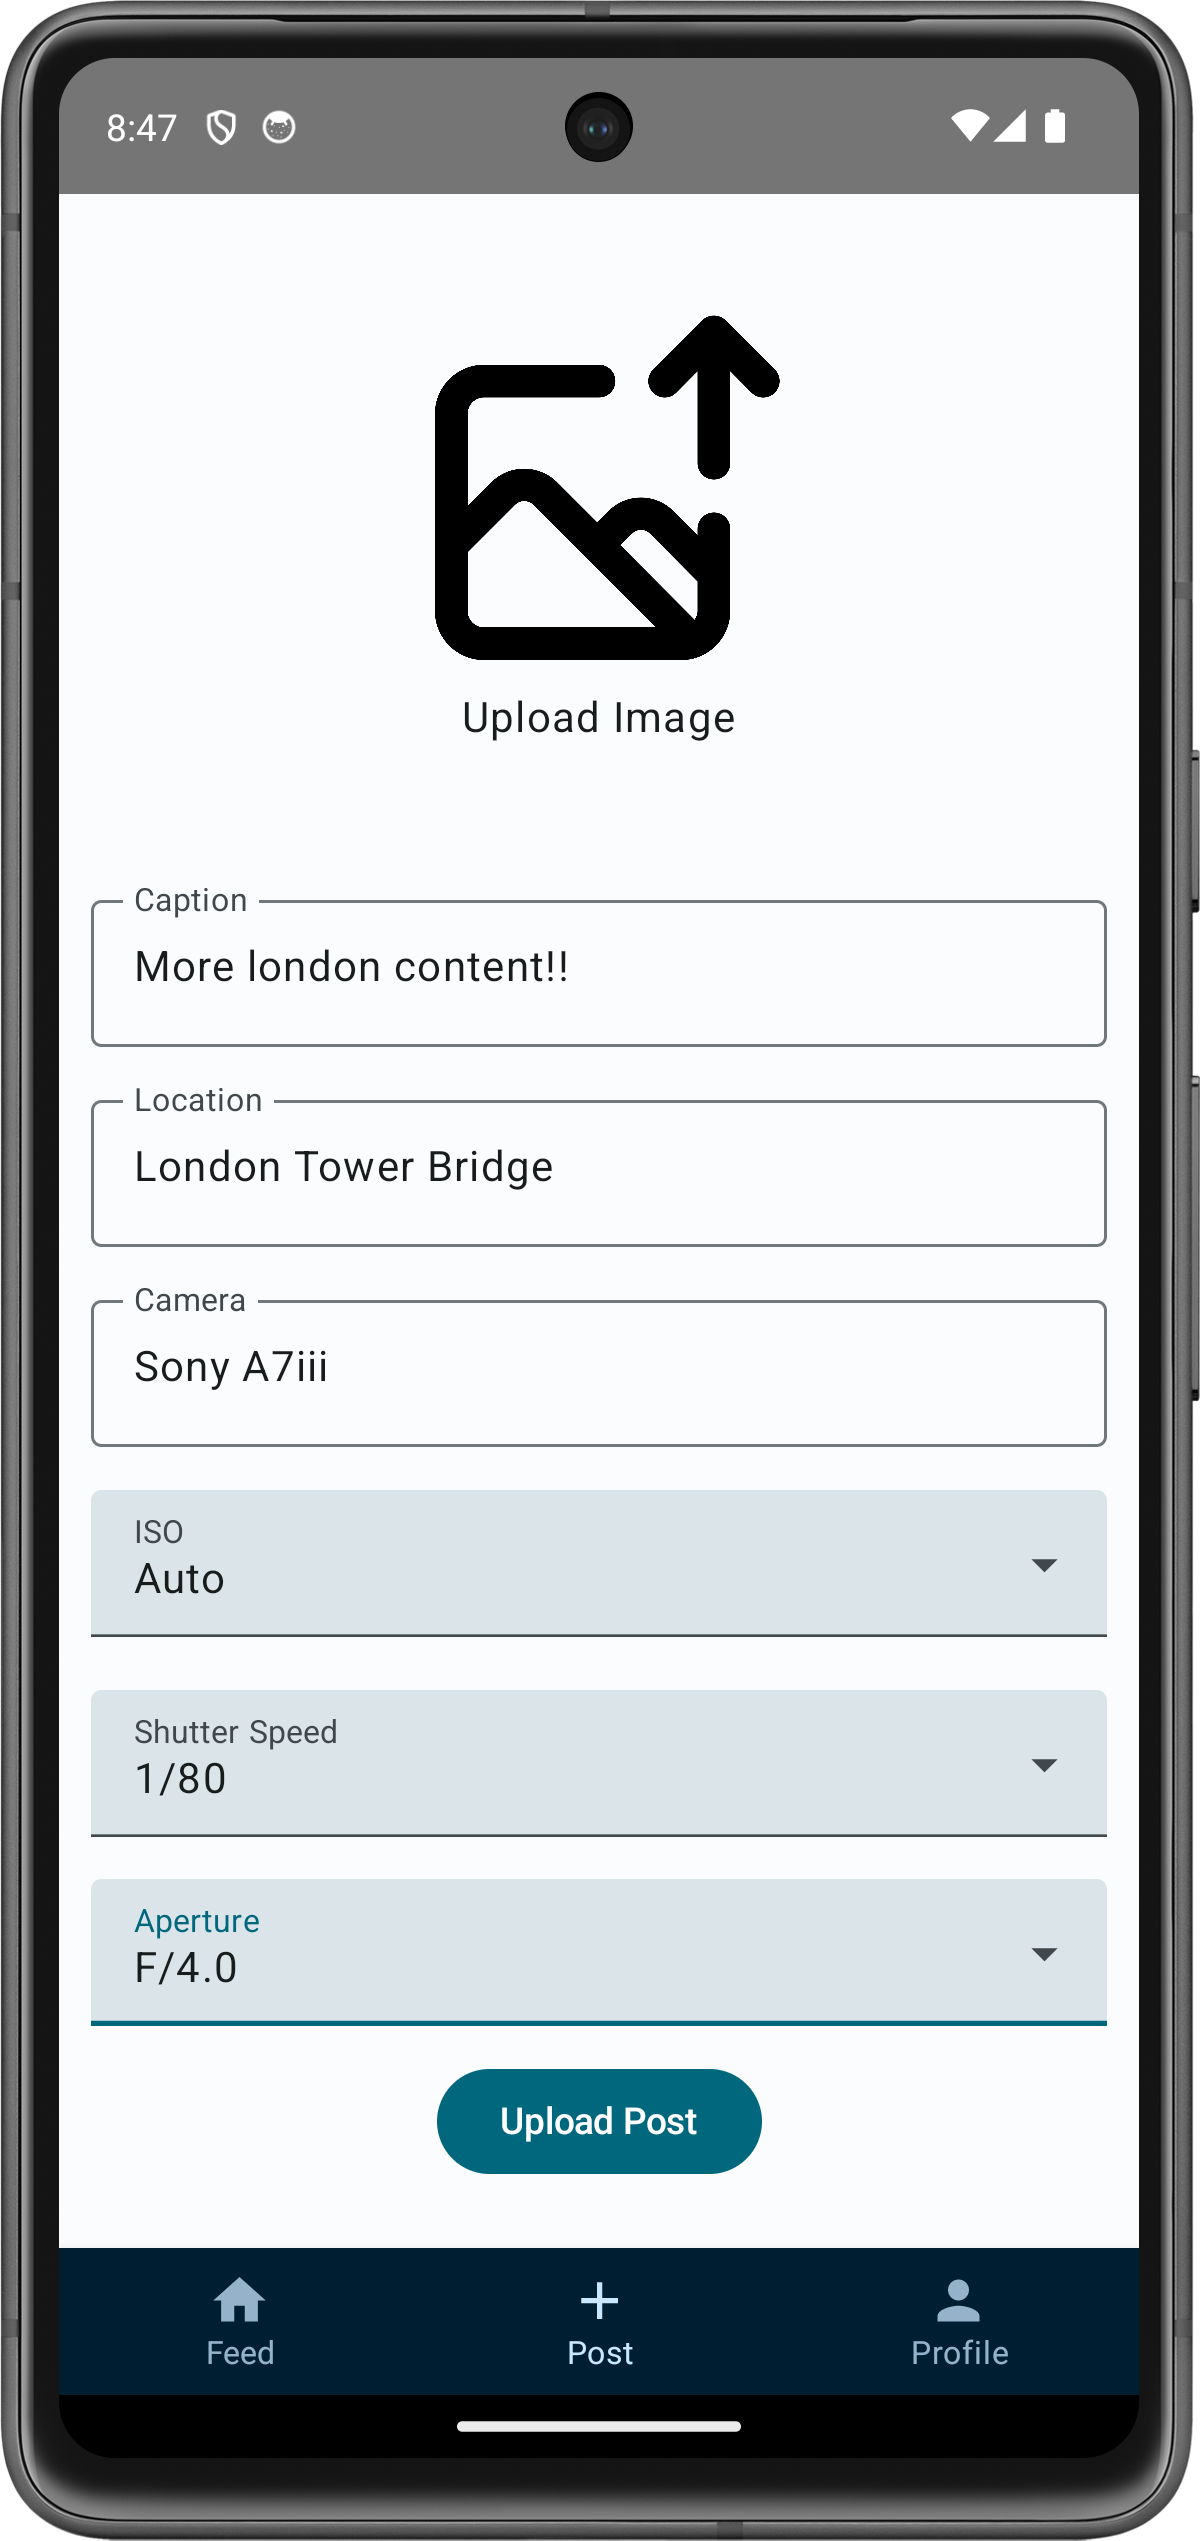 8:47
Upload Image
Caption
More london content!!
Location
London Tower Bridge
Camera
Sony A7iii
ISO
Auto
Shutter Speed
1/80
Aperture
F/4.0
Upload Post
Feed
Post
Profile